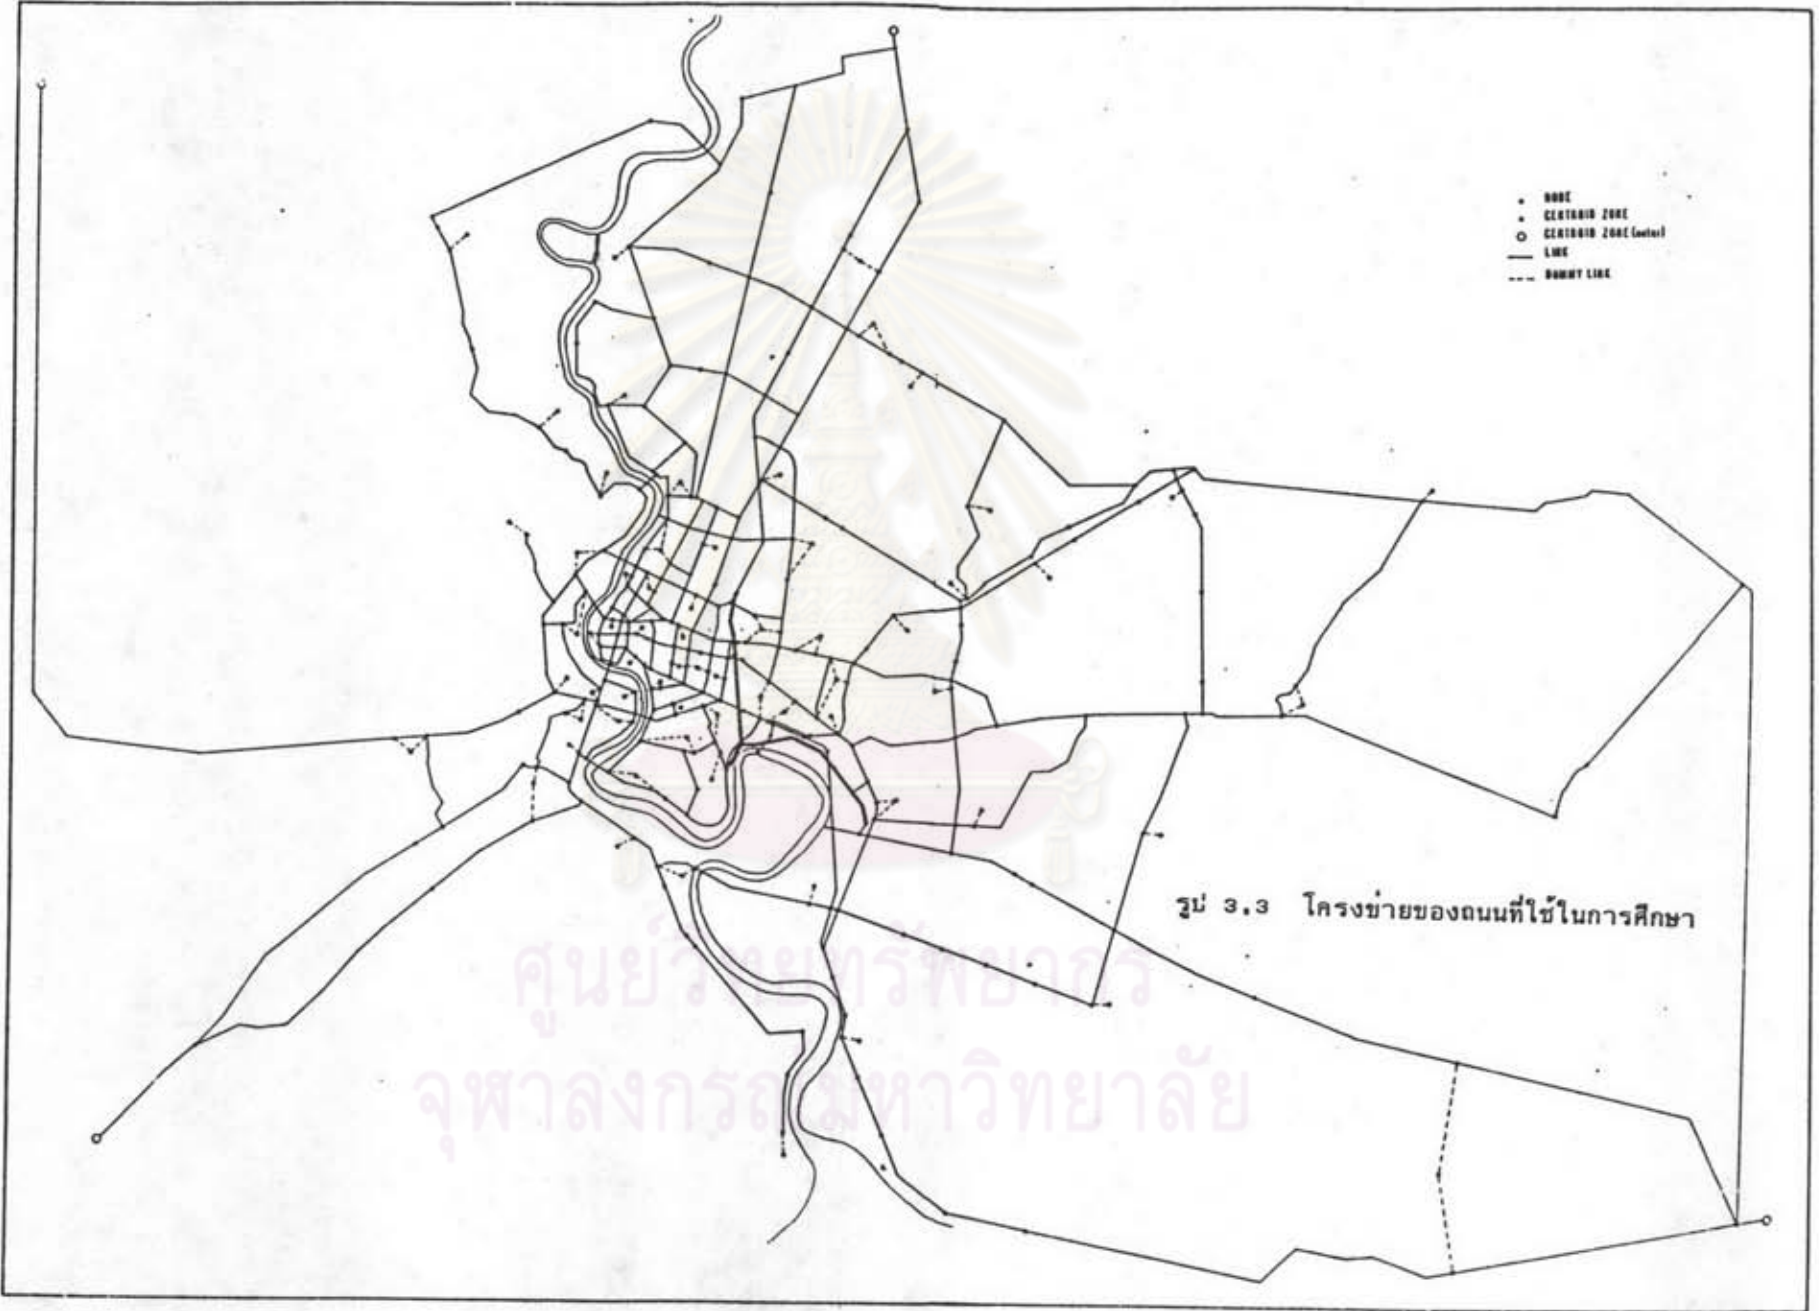 NODE
CENTROID ZONE
CENTROID ZONE (outer)
LINK
DUMMY LINK
รูป 3.3 โครงข่ายของถนนที่ใช้ในการศึกษา
ศูนย์วิทยทรัพยากร
จุฬาลงกรณ์มหาวิทยาลัย